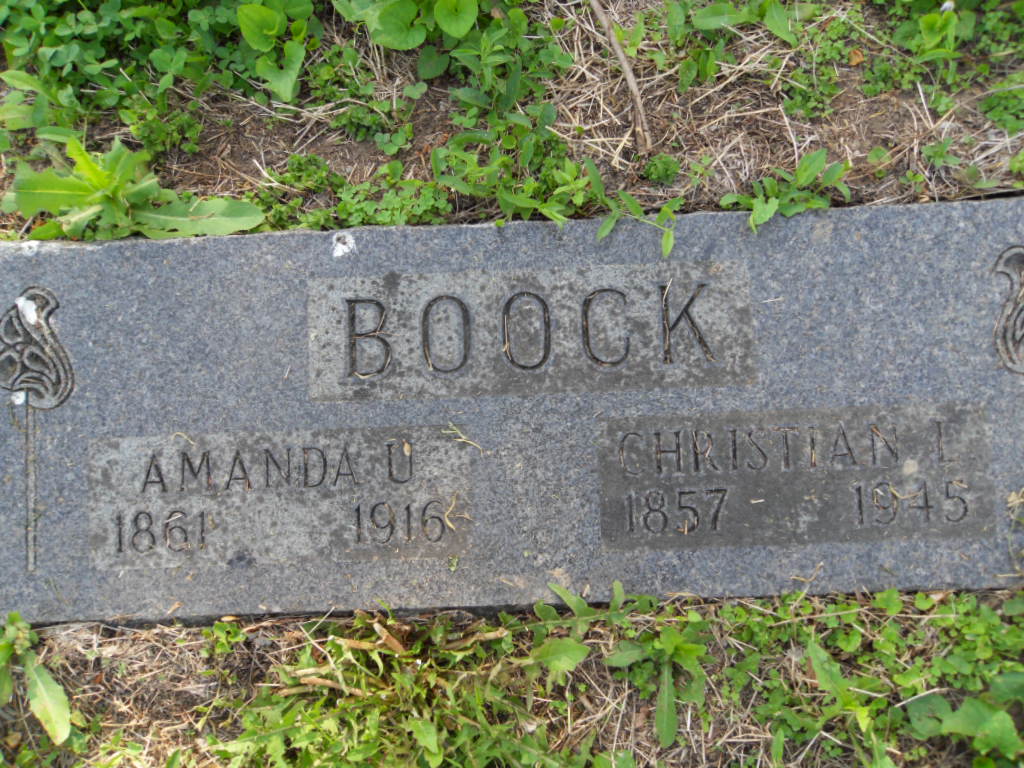 BOOCK
AMANDA U
1861 1916
CHRISTIAN L
1857 1945